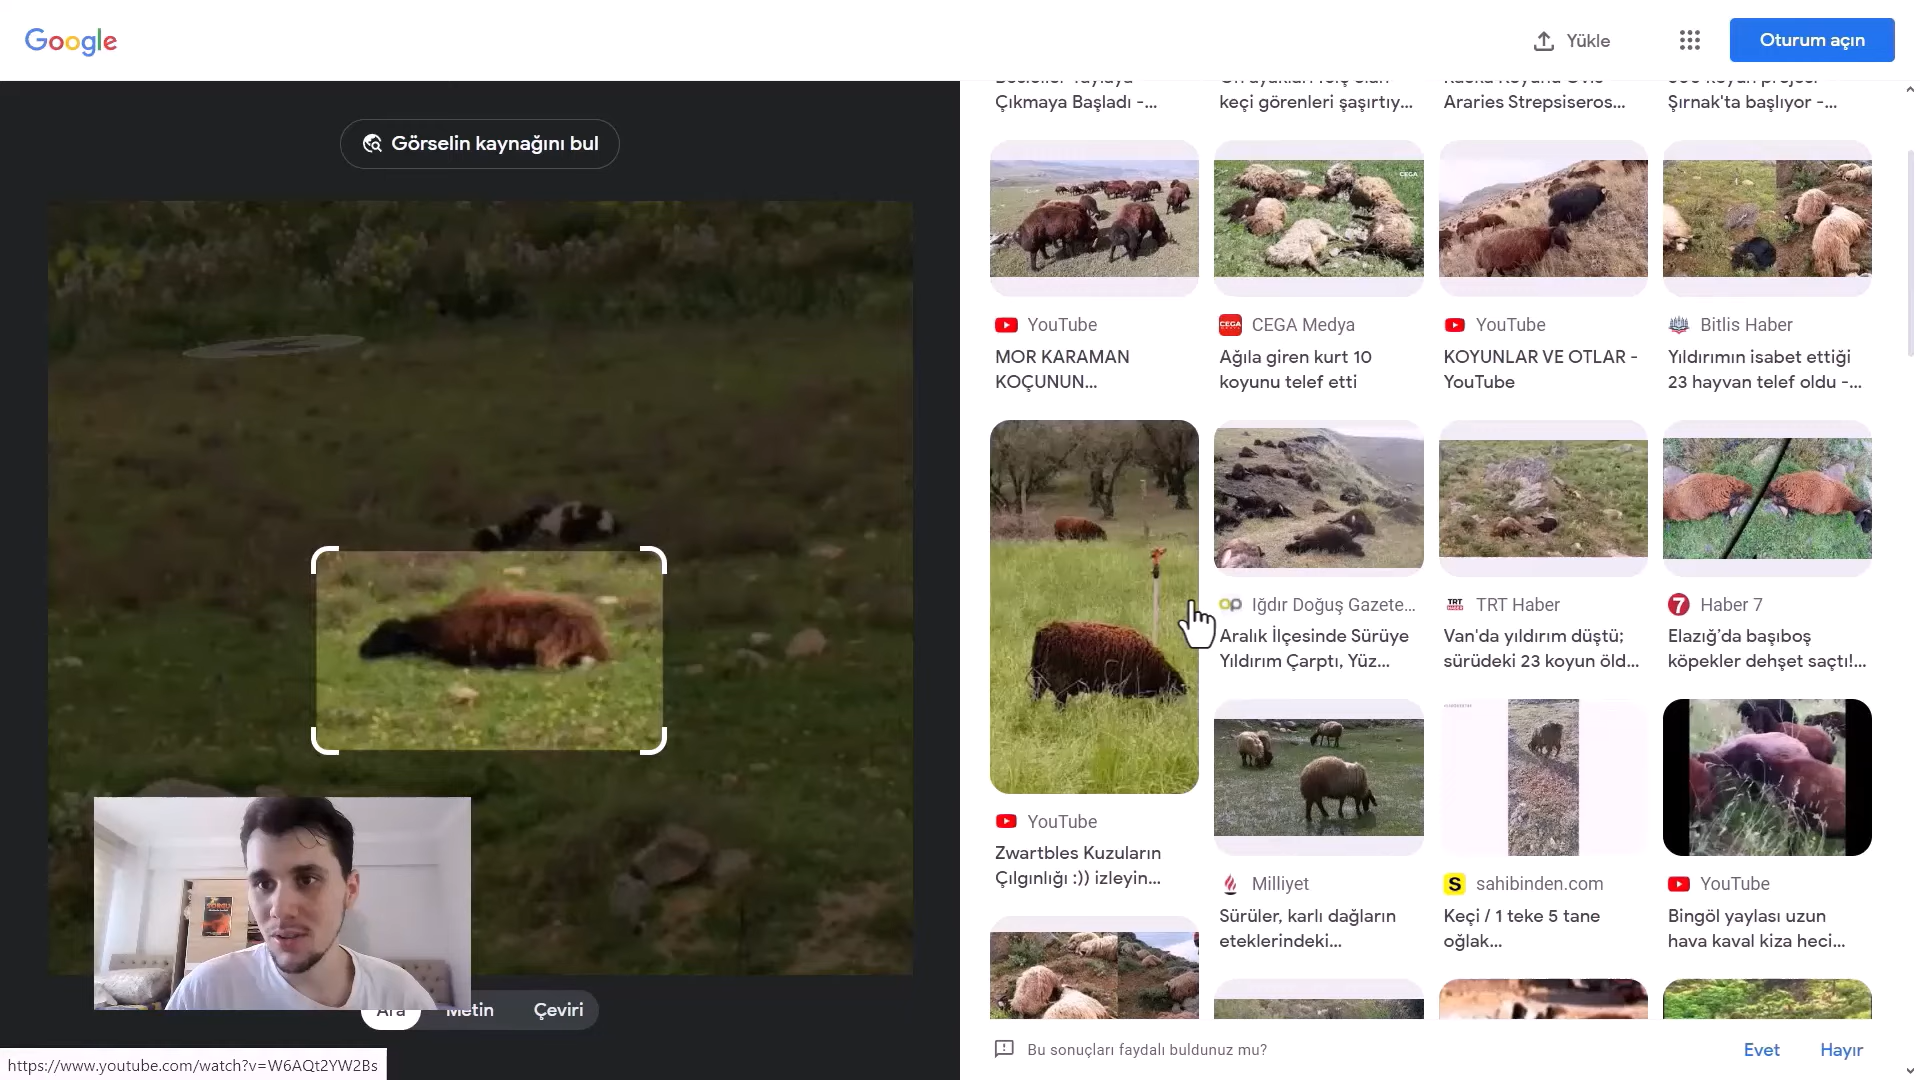 Google
Yükle
Oturum açın
Görselin kaynağını bul
Çıkmaya Başladı -...
keçi görenleri şaşırtıy...
Araries Strepsiseros...
Şırnak'ta başlıyor -...
CEGA
YouTube
MOR KARAMAN
KOÇUNUN...
CEGA Medya
Ağıla giren kurt 10
koyunu telef etti
YouTube
KOYUNLAR VE OTLAR -
YouTube
Bitlis Haber
Yıldırımın isabet ettiği
23 hayvan telef oldu -...
Iğdır Doğuş Gazete...
Aralık İlçesinde Sürüye
Yıldırım Çarptı, Yüz...
TRT Haber
Van'da yıldırım düştü;
sürüdeki 23 koyun öld...
7
Haber 7
Elazığ’da başıboş
köpekler dehşet saçtı!...
YouTube
Zwartbles Kuzuların
Çılgınlığı :)) izleyin...
Milliyet
Sürüler, karlı dağların
eteklerindeki...
S
sahibinden.com
Keçi / 1 teke 5 tane
oğlak...
YouTube
Bingöl yaylası uzun
hava kaval kiza heci...
Ara
Metin
Çeviri
Bu sonuçları faydalı buldunuz mu?
Evet
Hayır
https://www.youtube.com/watch?v=W6AQt2YW2Bs